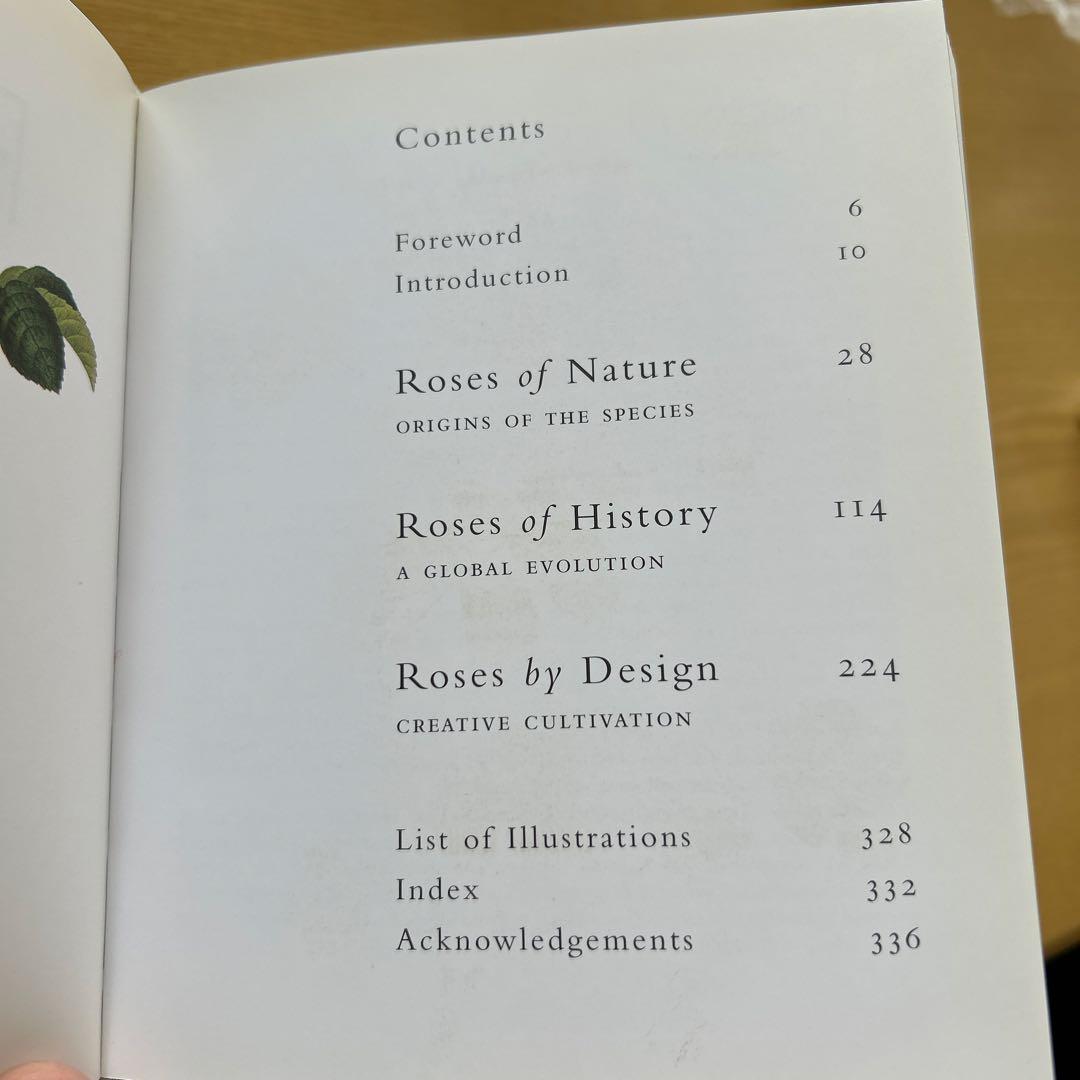 Contents
Foreword 6
Introduction 10
Roses of Nature 28
ORIGINS OF THE SPECIES
Roses of History 114
A GLOBAL EVOLUTION
Roses by Design 224
CREATIVE CULTIVATION
List of Illustrations 328
Index 332
Acknowledgements 336